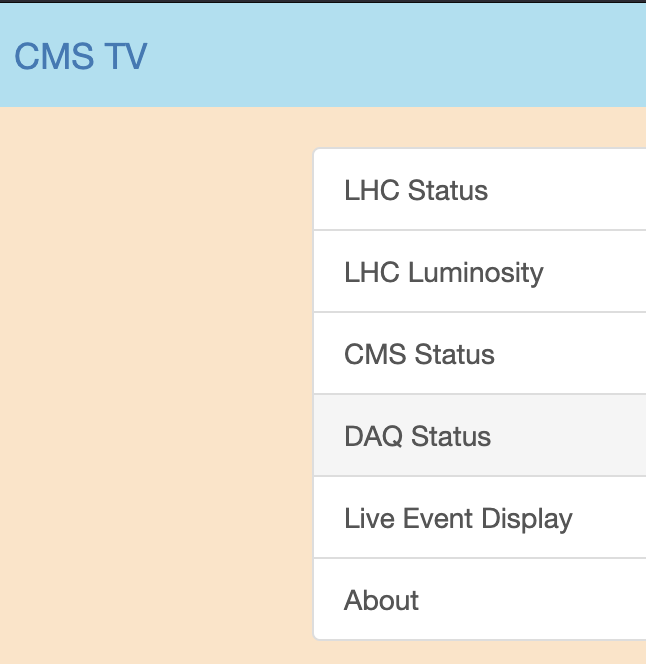 CMS TV
LHC Status
LHC Luminosity
CMS Status
DAQ Status
Live Event Display
About